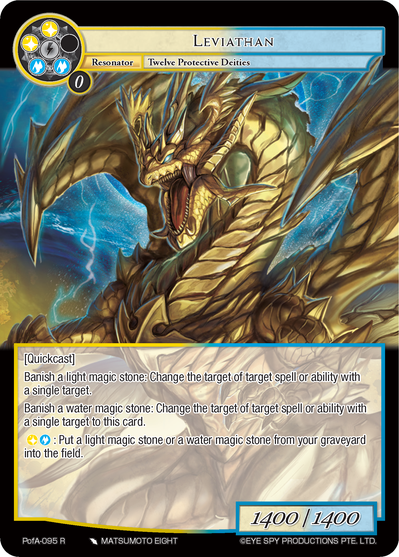 Leviathan
Resonator Twelve Protective Deities
0
[Quickcast]
Banish a light magic stone: Change the target of target spell or ability with
a single target.
Banish a water magic stone: Change the target of target spell or ability with
a single target to this card.
: Put a light magic stone or a water magic stone from your graveyard
into the field.
1400 / 1400
PofA-095 R MATSUMOTO EIGHT ©EYE SPY PRODUCTIONS PTE. LTD.